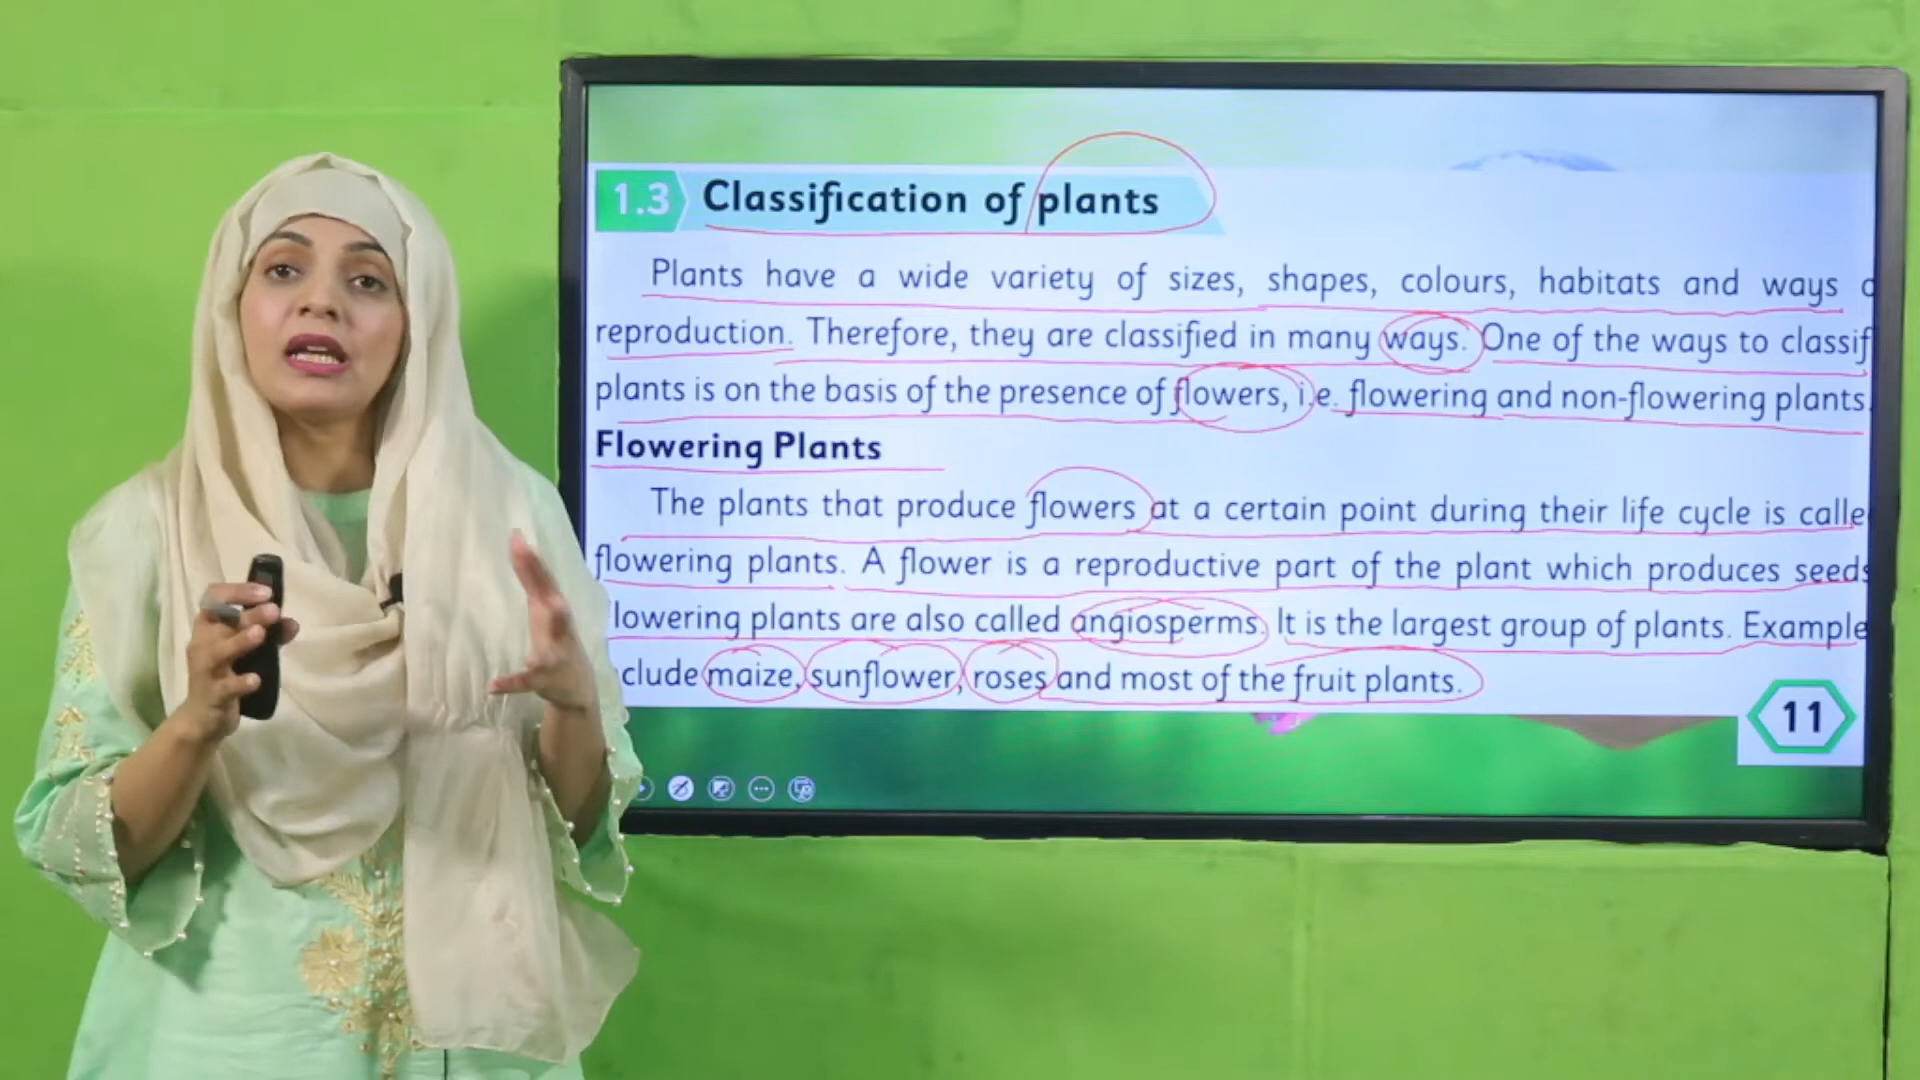 1.3 Classification of plants
Plants have a wide variety of sizes, shapes, colours, habitats and ways
reproduction. Therefore, they are classified in many ways. One of the ways to classif
plants is on the basis of the presence of flowers, i.e. flowering and non-flowering plants.
Flowering Plants
The plants that produce flowers at a certain point during their life cycle is calle
flowering plants. A flower is a reproductive part of the plant which produces seeds
lowering plants are also called angiosperms. It is the largest group of plants. Example
clude maize, sunflower, roses and most of the fruit plants.
11